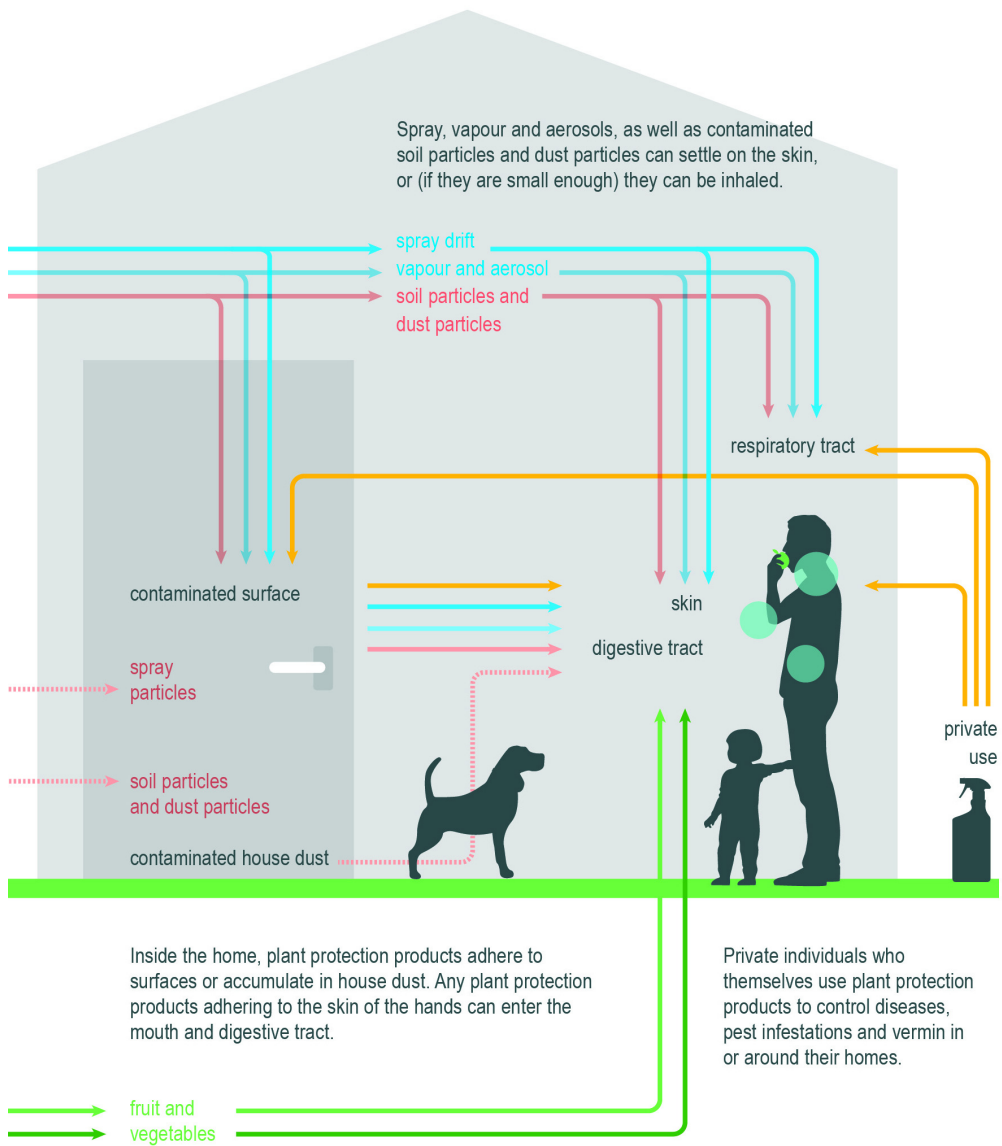 Spray, vapour and aerosols, as well as contaminated
soil particles and dust particles can settle on the skin,
or (if they are small enough) they can be inhaled.
spray drift
vapour and aerosol
soil particles and
dust particles
respiratory tract
contaminated surface
skin
digestive tract
spray
particles
private
use
soil particles
and dust particles
contaminated house dust
Inside the home, plant protection products adhere to
surfaces or accumulate in house dust. Any plant protection
products adhering to the skin of the hands can enter the
mouth and digestive tract.
Private individuals who
themselves use plant protection
products to control diseases,
pest infestations and vermin in
or around their homes.
fruit and
vegetables